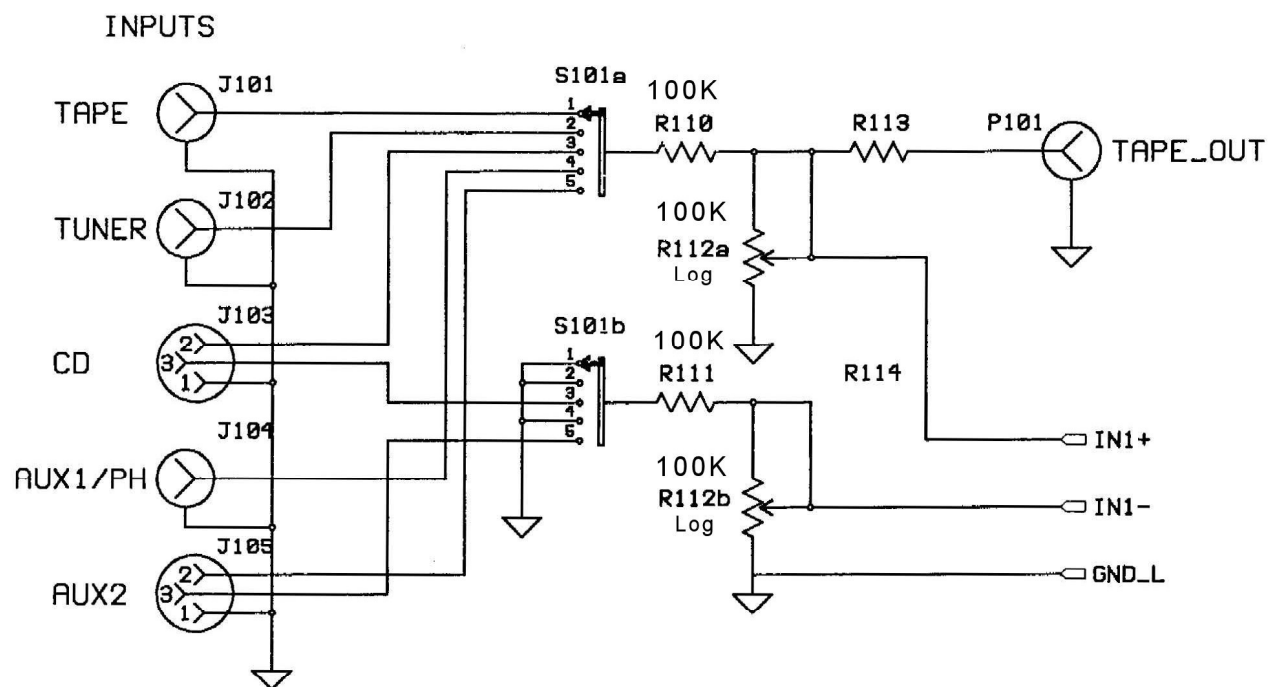 INPUTS
J101
TAPE
J102
TUNER
J103
CD
2
3
1
J104
AUX1/PH
J105
AUX2
2
3
1
S101a
1
2
3
4
5
S101b
1
2
3
4
5
100K
R110
100K
R112a
Log
100K
R111
100K
R112b
Log
R113
R114
P101
TAPE_OUT
IN1+
IN1-
GND_L